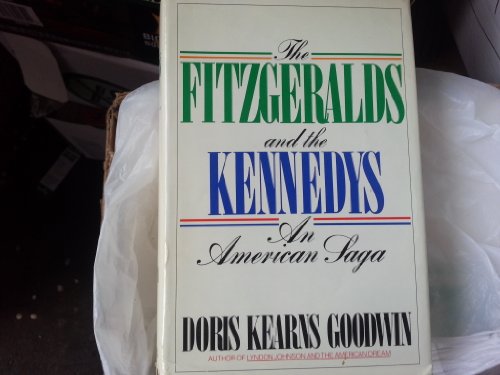 The
FITZGERALDS
and the
KENNEDYS
An
American Saga
DORIS KEARNS GOODWIN
AUTHOR OF LYNDON JOHNSON AND THE AMERICAN DREAM